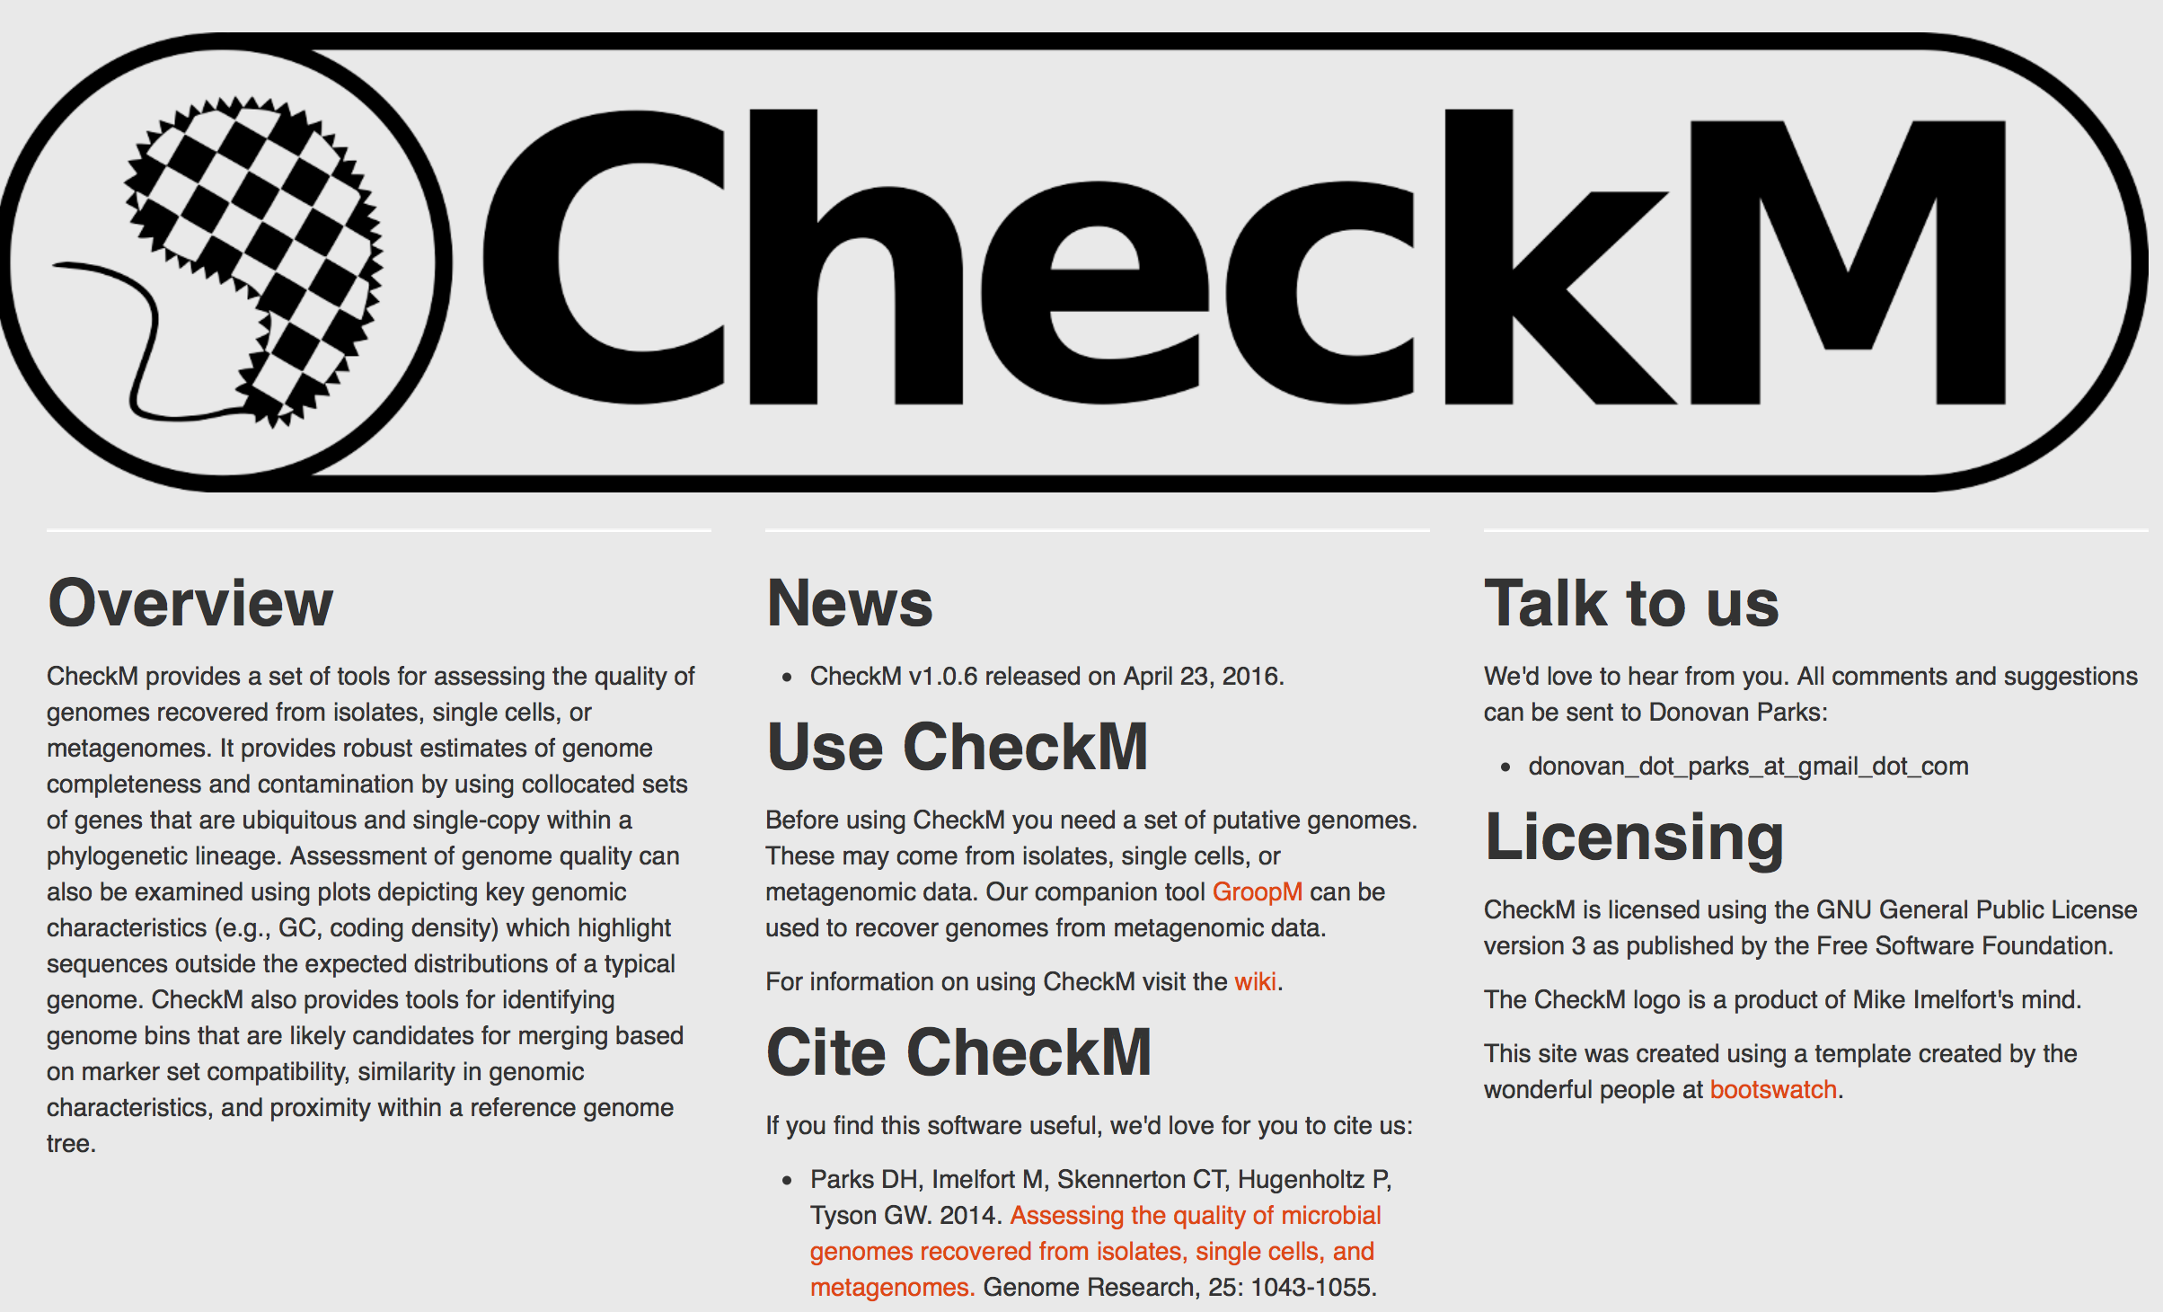 CheckM
Overview
CheckM provides a set of tools for assessing the quality of
genomes recovered from isolates, single cells, or
metagenomes. It provides robust estimates of genome
completeness and contamination by using collocated sets
of genes that are ubiquitous and single-copy within a
phylogenetic lineage. Assessment of genome quality can
also be examined using plots depicting key genomic
characteristics (e.g., GC, coding density) which highlight
sequences outside the expected distributions of a typical
genome. CheckM also provides tools for identifying
genome bins that are likely candidates for merging based
on marker set compatibility, similarity in genomic
characteristics, and proximity within a reference genome
tree.
News
• CheckM v1.0.6 released on April 23, 2016.
Use CheckM
Before using CheckM you need a set of putative genomes.
These may come from isolates, single cells, or
metagenomic data. Our companion tool GroopM can be
used to recover genomes from metagenomic data.
For information on using CheckM visit the wiki.
Cite CheckM
If you find this software useful, we'd love for you to cite us:
• Parks DH, Imelfort M, Skennerton CT, Hugenholtz P,
Tyson GW. 2014. Assessing the quality of microbial
genomes recovered from isolates, single cells, and
metagenomes. Genome Research, 25: 1043-1055.
Talk to us
We'd love to hear from you. All comments and suggestions
can be sent to Donovan Parks:
• donovan_dot_parks_at_gmail_dot_com
Licensing
CheckM is licensed using the GNU General Public License
version 3 as published by the Free Software Foundation.
The CheckM logo is a product of Mike Imelfort's mind.
This site was created using a template created by the
wonderful people at bootswatch.